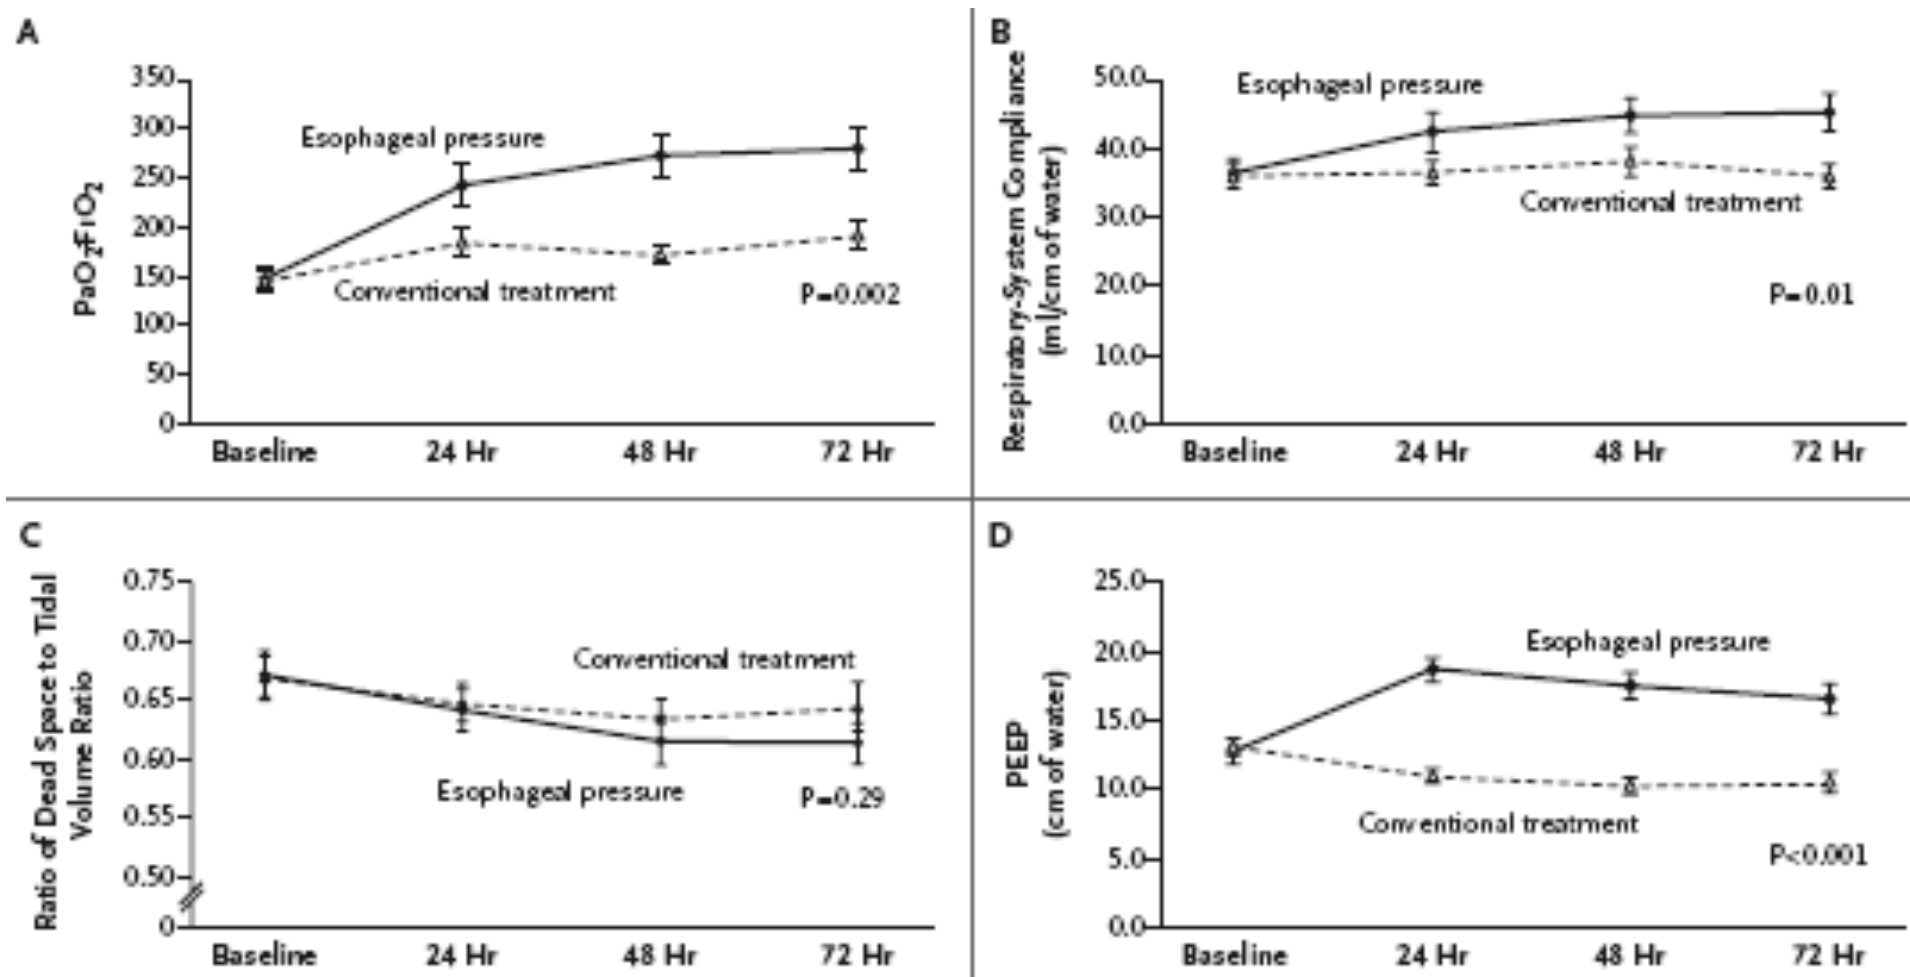 A
350
300
250
200
150
100
50
0
PaO2:FiO2
Esophageal pressure
Conventional treatment
P=0.002
Baseline 24 Hr 48 Hr 72 Hr
B
50.0
40.0
30.0
20.0
10.0
0.0
Respiratory-System Compliance
(ml/cm of water)
Esophageal pressure
Conventional treatment
P=0.01
Baseline 24 Hr 48 Hr 72 Hr
C
0.75
0.70
0.65
0.60
0.55
0.50
0
Ratio of Dead Space to Tidal
Volume Ratio
Conventional treatment
Esophageal pressure
P=0.29
Baseline 24 Hr 48 Hr 72 Hr
D
25.0
20.0
15.0
10.0
5.0
0.0
PEEP
(cm of water)
Esophageal pressure
Conventional treatment
P<0.001
Baseline 24 Hr 48 Hr 72 Hr